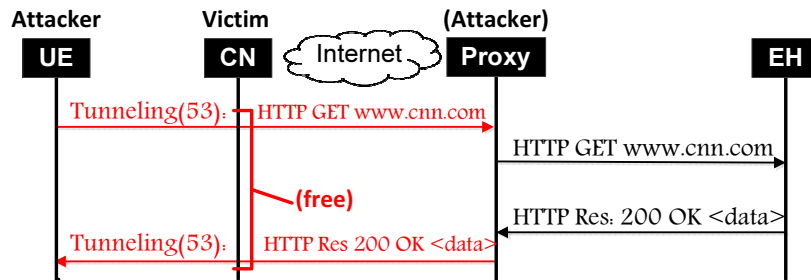 Attacker Victim (Attacker)
UE CN Internet Proxy EH
Tunneling(53): HTTP GET www.cnn.com
HTTP GET www.cnn.com
(free)
HTTP Res: 200 OK <data>
Tunneling(53): HTTP Res 200 OK <data>